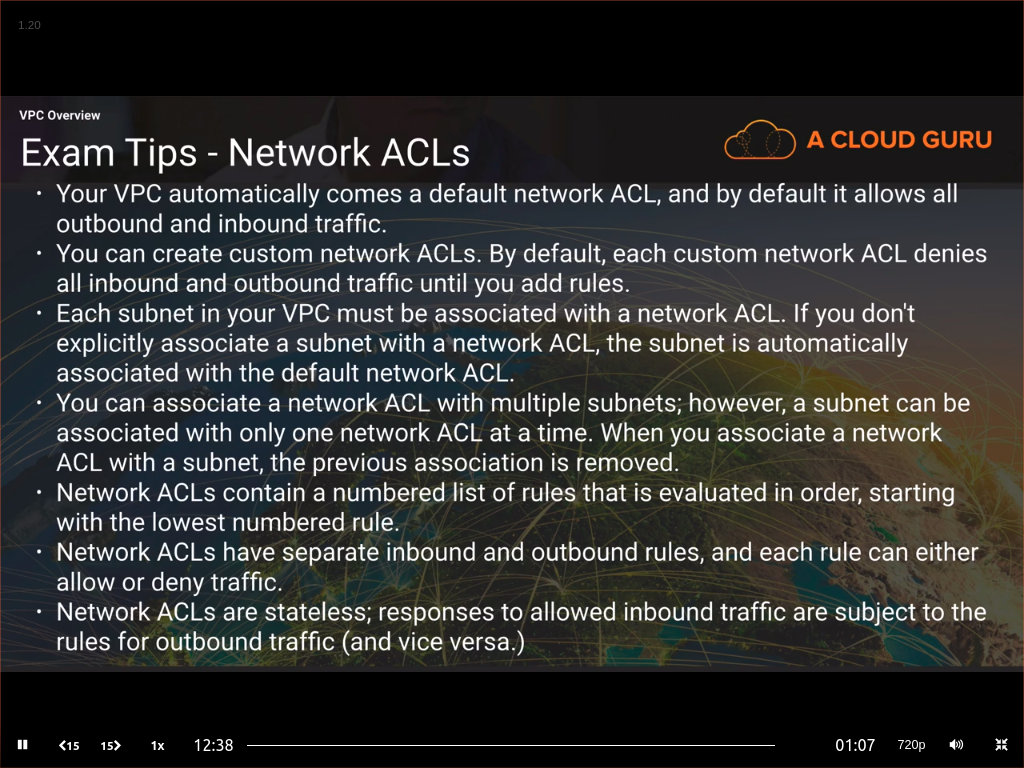 1.20
VPC Overview
Exam Tips - Network ACLs
A CLOUD GURU
• Your VPC automatically comes a default network ACL, and by default it allows all
outbound and inbound traffic.
• You can create custom network ACLs. By default, each custom network ACL denies
all inbound and outbound traffic until you add rules.
• Each subnet in your VPC must be associated with a network ACL. If you don't
explicitly associate a subnet with a network ACL, the subnet is automatically
associated with the default network ACL.
• You can associate a network ACL with multiple subnets; however, a subnet can be
associated with only one network ACL at a time. When you associate a network
ACL with a subnet, the previous association is removed.
• Network ACLs contain a numbered list of rules that is evaluated in order, starting
with the lowest numbered rule.
• Network ACLs have separate inbound and outbound rules, and each rule can either
allow or deny traffic.
• Network ACLs are stateless; responses to allowed inbound traffic are subject to the
rules for outbound traffic (and vice versa.)
15 15 1x 12:38 01:07 720p